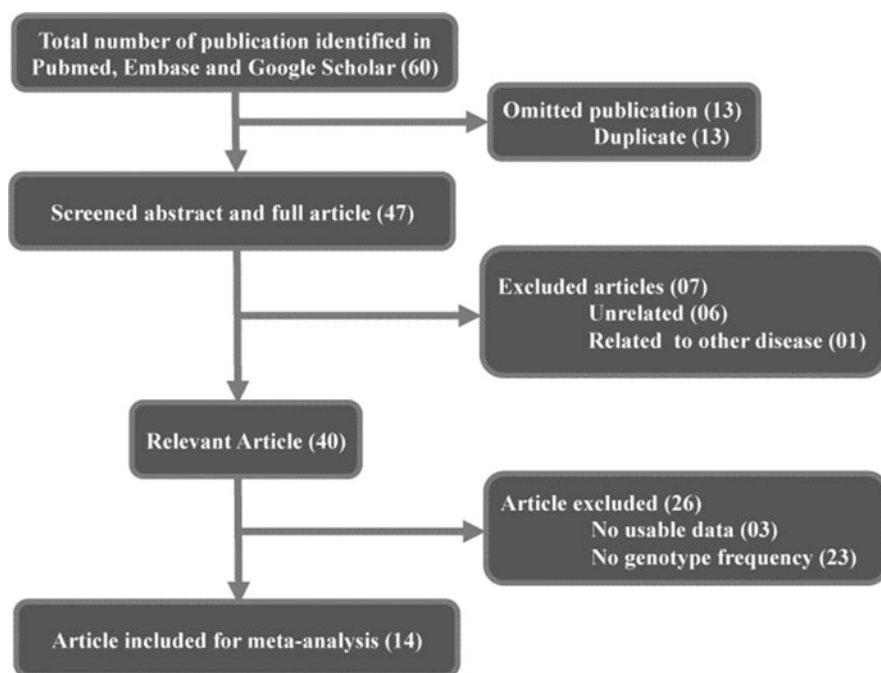 Total number of publication identified in
Pubmed, Embase and Google Scholar (60)
Omitted publication (13)
Duplicate (13)
Screened abstract and full article (47)
Excluded articles (07)
Unrelated (06)
Related to other disease (01)
Relevant Article (40)
Article excluded (26)
No usable data (03)
No genotype frequency (23)
Article included for meta-analysis (14)